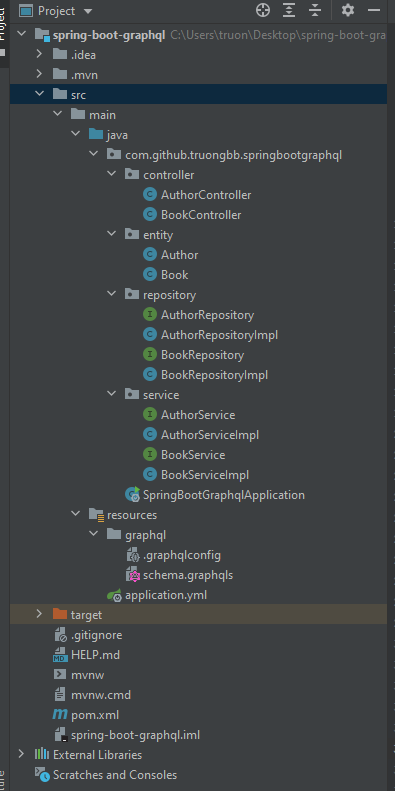 Project
Project
spring-boot-graphql C:\Users\truon\Desktop\spring-boot-gra
.idea
.mvn
src
main
java
com.github.truongbb.springbootgraphql
controller
AuthorController
BookController
entity
Author
Book
repository
AuthorRepository
AuthorRepositoryImpl
BookRepository
BookRepositoryImpl
service
AuthorService
AuthorServiceImpl
BookService
BookServiceImpl
SpringBootGraphqlApplication
resources
graphql
.graphqlconfig
schema.graphqls
application.yml
target
.gitignore
HELP.md
mvnw
mvnw.cmd
pom.xml
spring-boot-graphql.iml
External Libraries
Scratches and Consoles